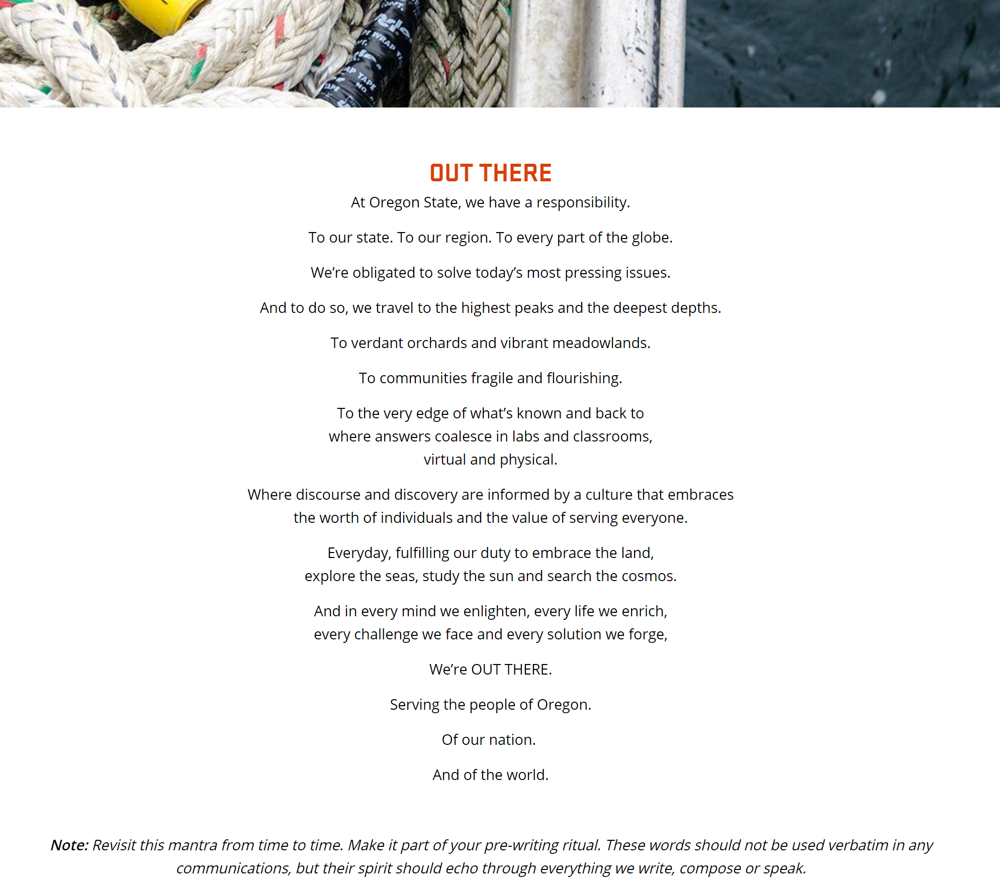 WRAP TAPE
TAPE
NO.
TAPE
OUT THERE
At Oregon State, we have a responsibility.
To our state. To our region. To every part of the globe.
We’re obligated to solve today’s most pressing issues.
And to do so, we travel to the highest peaks and the deepest depths.
To verdant orchards and vibrant meadowlands.
To communities fragile and flourishing.
To the very edge of what’s known and back to
where answers coalesce in labs and classrooms,
virtual and physical.
Where discourse and discovery are informed by a culture that embraces
the worth of individuals and the value of serving everyone.
Everyday, fulfilling our duty to embrace the land,
explore the seas, study the sun and search the cosmos.
And in every mind we enlighten, every life we enrich,
every challenge we face and every solution we forge,
We’re OUT THERE.
Serving the people of Oregon.
Of our nation.
And of the world.
Note: Revisit this mantra from time to time. Make it part of your pre-writing ritual. These words should not be used verbatim in any
communications, but their spirit should echo through everything we write, compose or speak.